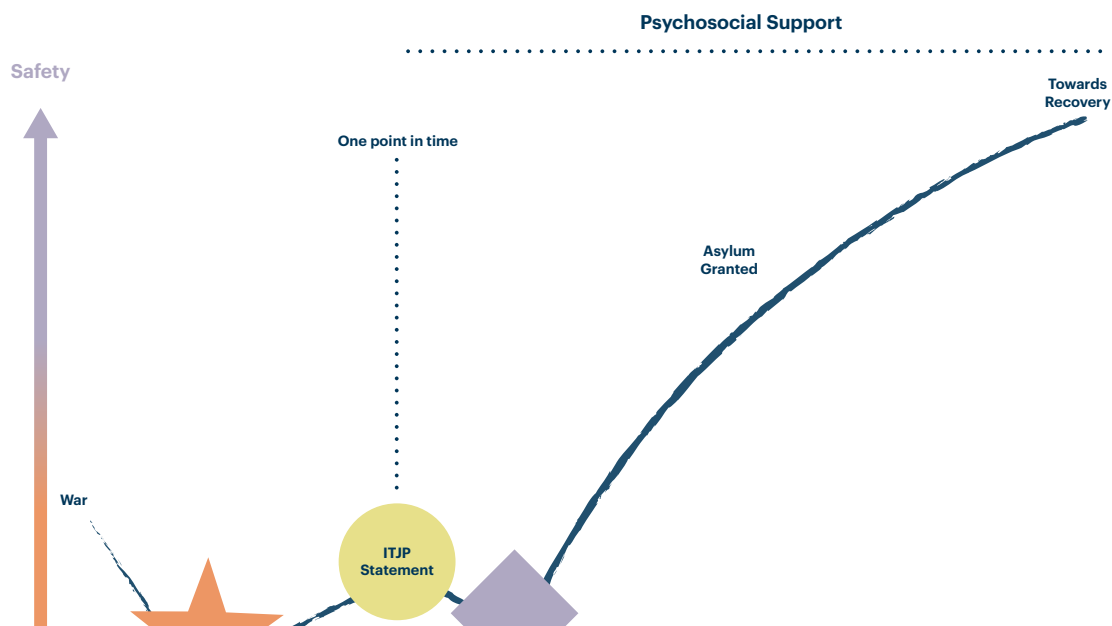 Psychosocial Support
Safety
Towards
Recovery
One point in time
Asylum
Granted
War
ITJP
Statement